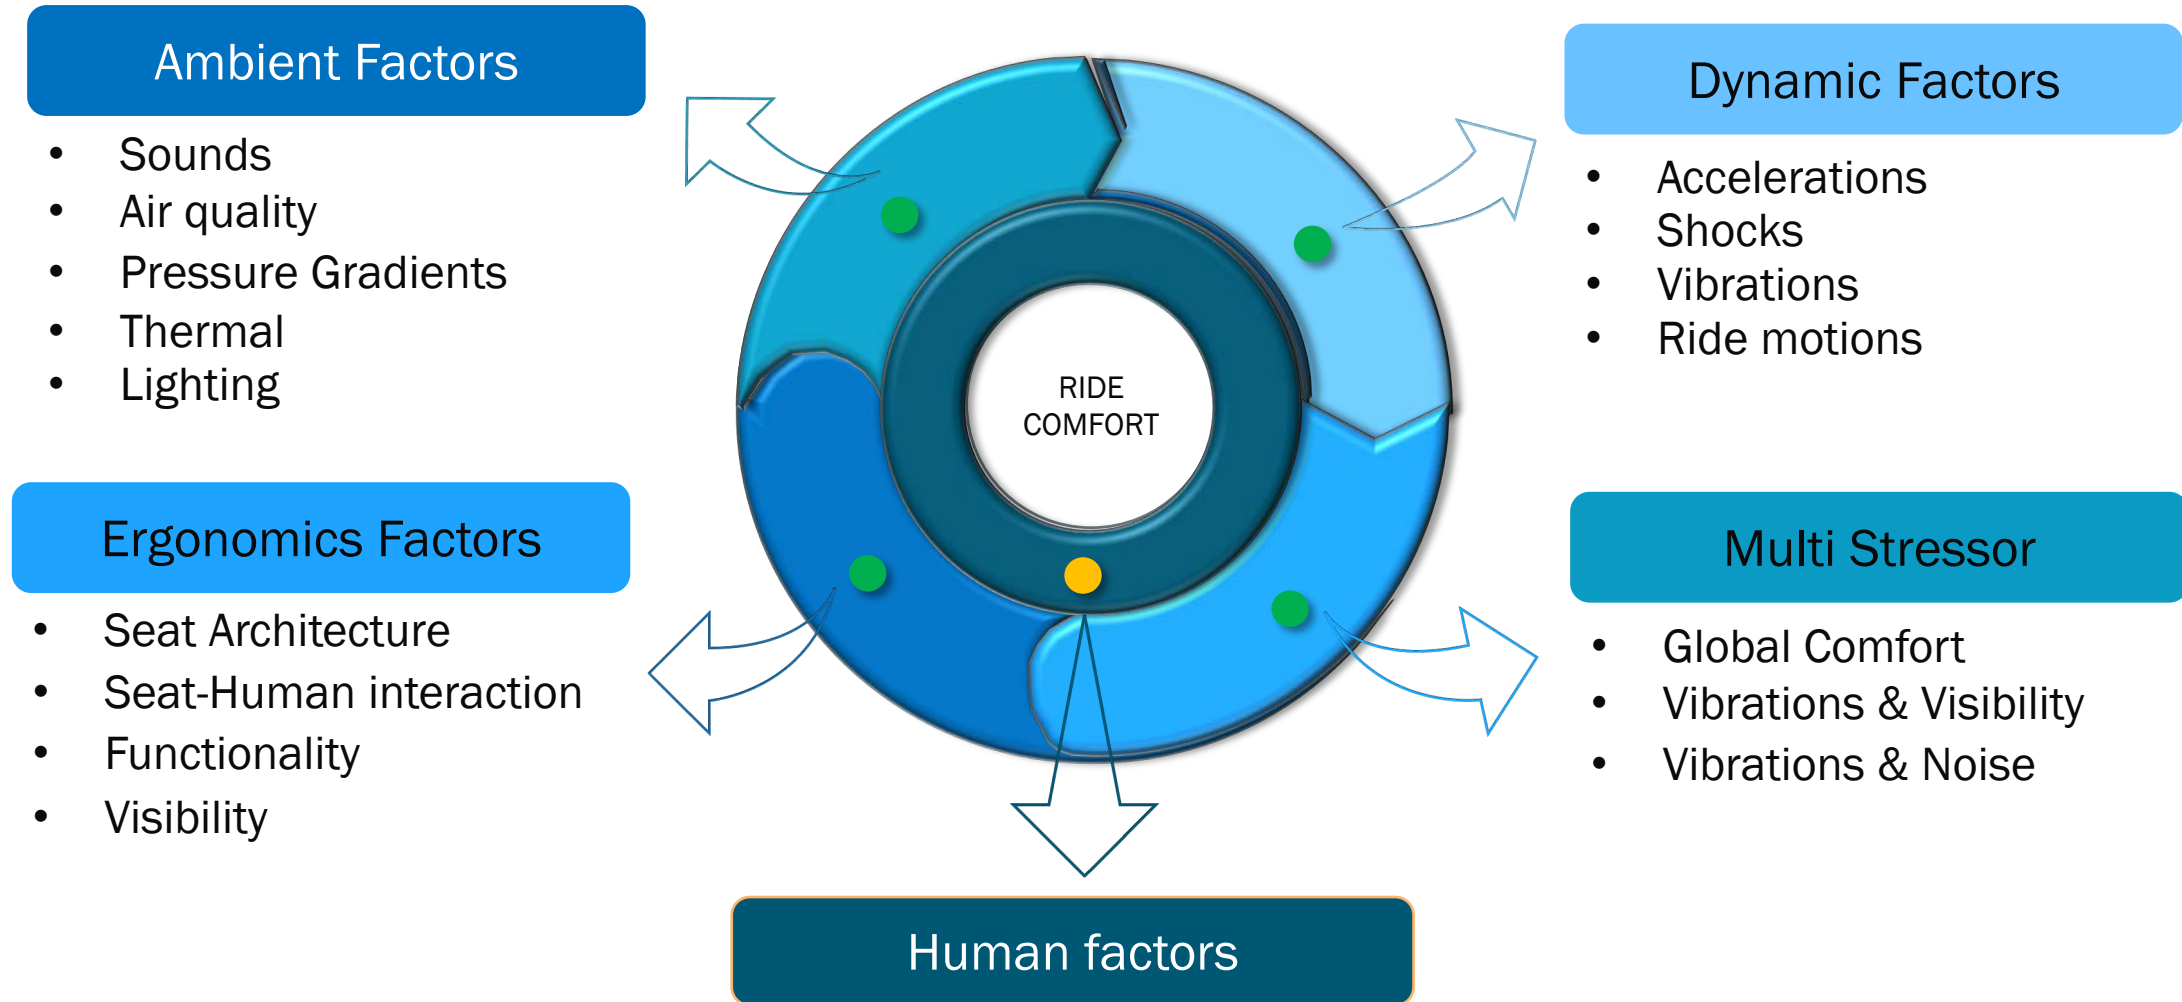 Ambient Factors
• Sounds
• Air quality
• Pressure Gradients
• Thermal
• Lighting
Dynamic Factors
• Accelerations
• Shocks
• Vibrations
• Ride motions
RIDE
COMFORT
Ergonomics Factors
• Seat Architecture
• Seat-Human interaction
• Functionality
• Visibility
Multi Stressor
• Global Comfort
• Vibrations & Visibility
• Vibrations & Noise
Human factors